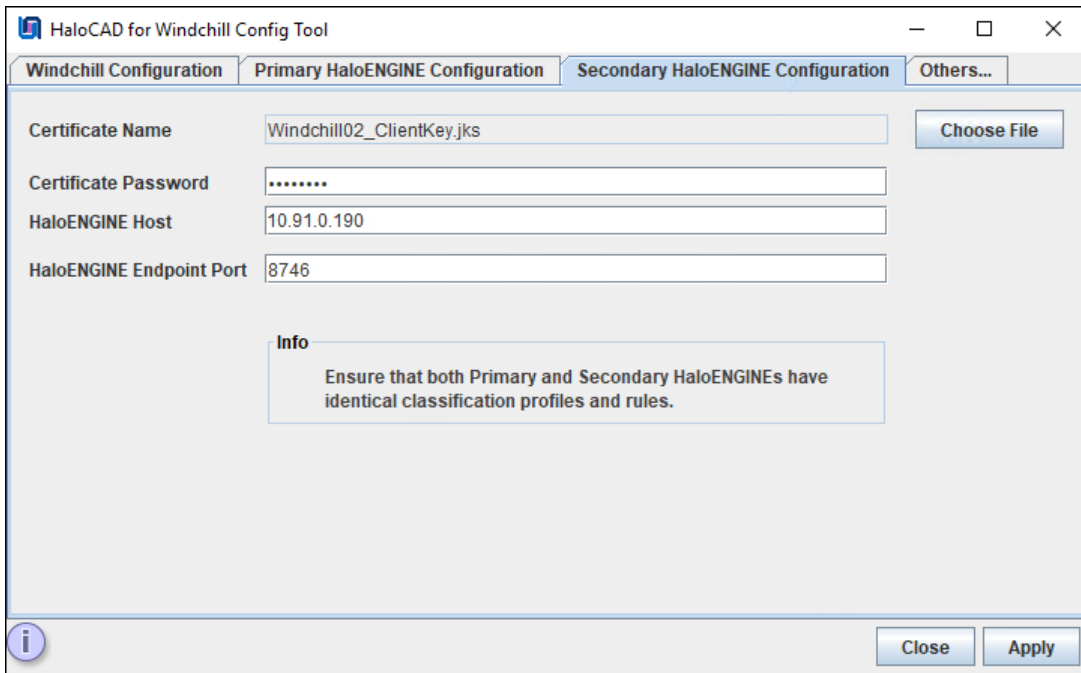 HaloCAD for Windchill Config Tool
Windchill Configuration Primary HaloENGINE Configuration Secondary HaloENGINE Configuration Others...
Certificate Name Windchill02_ClientKey.jks Choose File
Certificate Password ••••••••
HaloENGINE Host 10.91.0.190
HaloENGINE Endpoint Port 8746
Info
Ensure that both Primary and Secondary HaloENGINEs have
identical classification profiles and rules.
i Close Apply